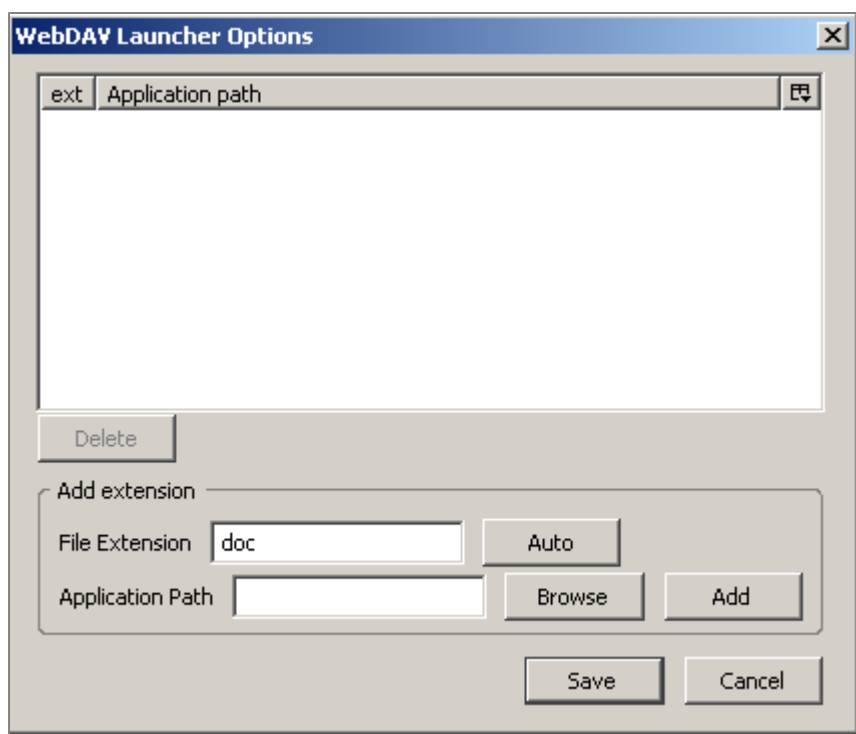 WebDAV Launcher Options
ext Application path
Delete
Add extension
File Extension doc Auto
Application Path Browse Add
Save Cancel